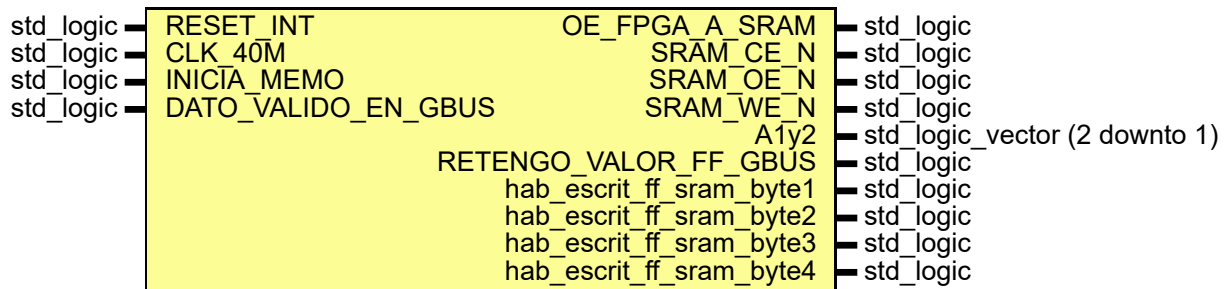 std_logic RESET_INT OE_FPGA_A_SRAM std_logic
std_logic CLK_40M SRAM_CE_N std_logic
std_logic INICIA_MEMO SRAM_OE_N std_logic
std_logic DATO_VALIDO_EN_GBUS SRAM_WE_N std_logic
A1y2 std_logic_vector (2 downto 1)
RETENGO_VALOR_FF_GBUS std_logic
hab_escrit_ff_sram_byte1 std_logic
hab_escrit_ff_sram_byte2 std_logic
hab_escrit_ff_sram_byte3 std_logic
hab_escrit_ff_sram_byte4 std_logic